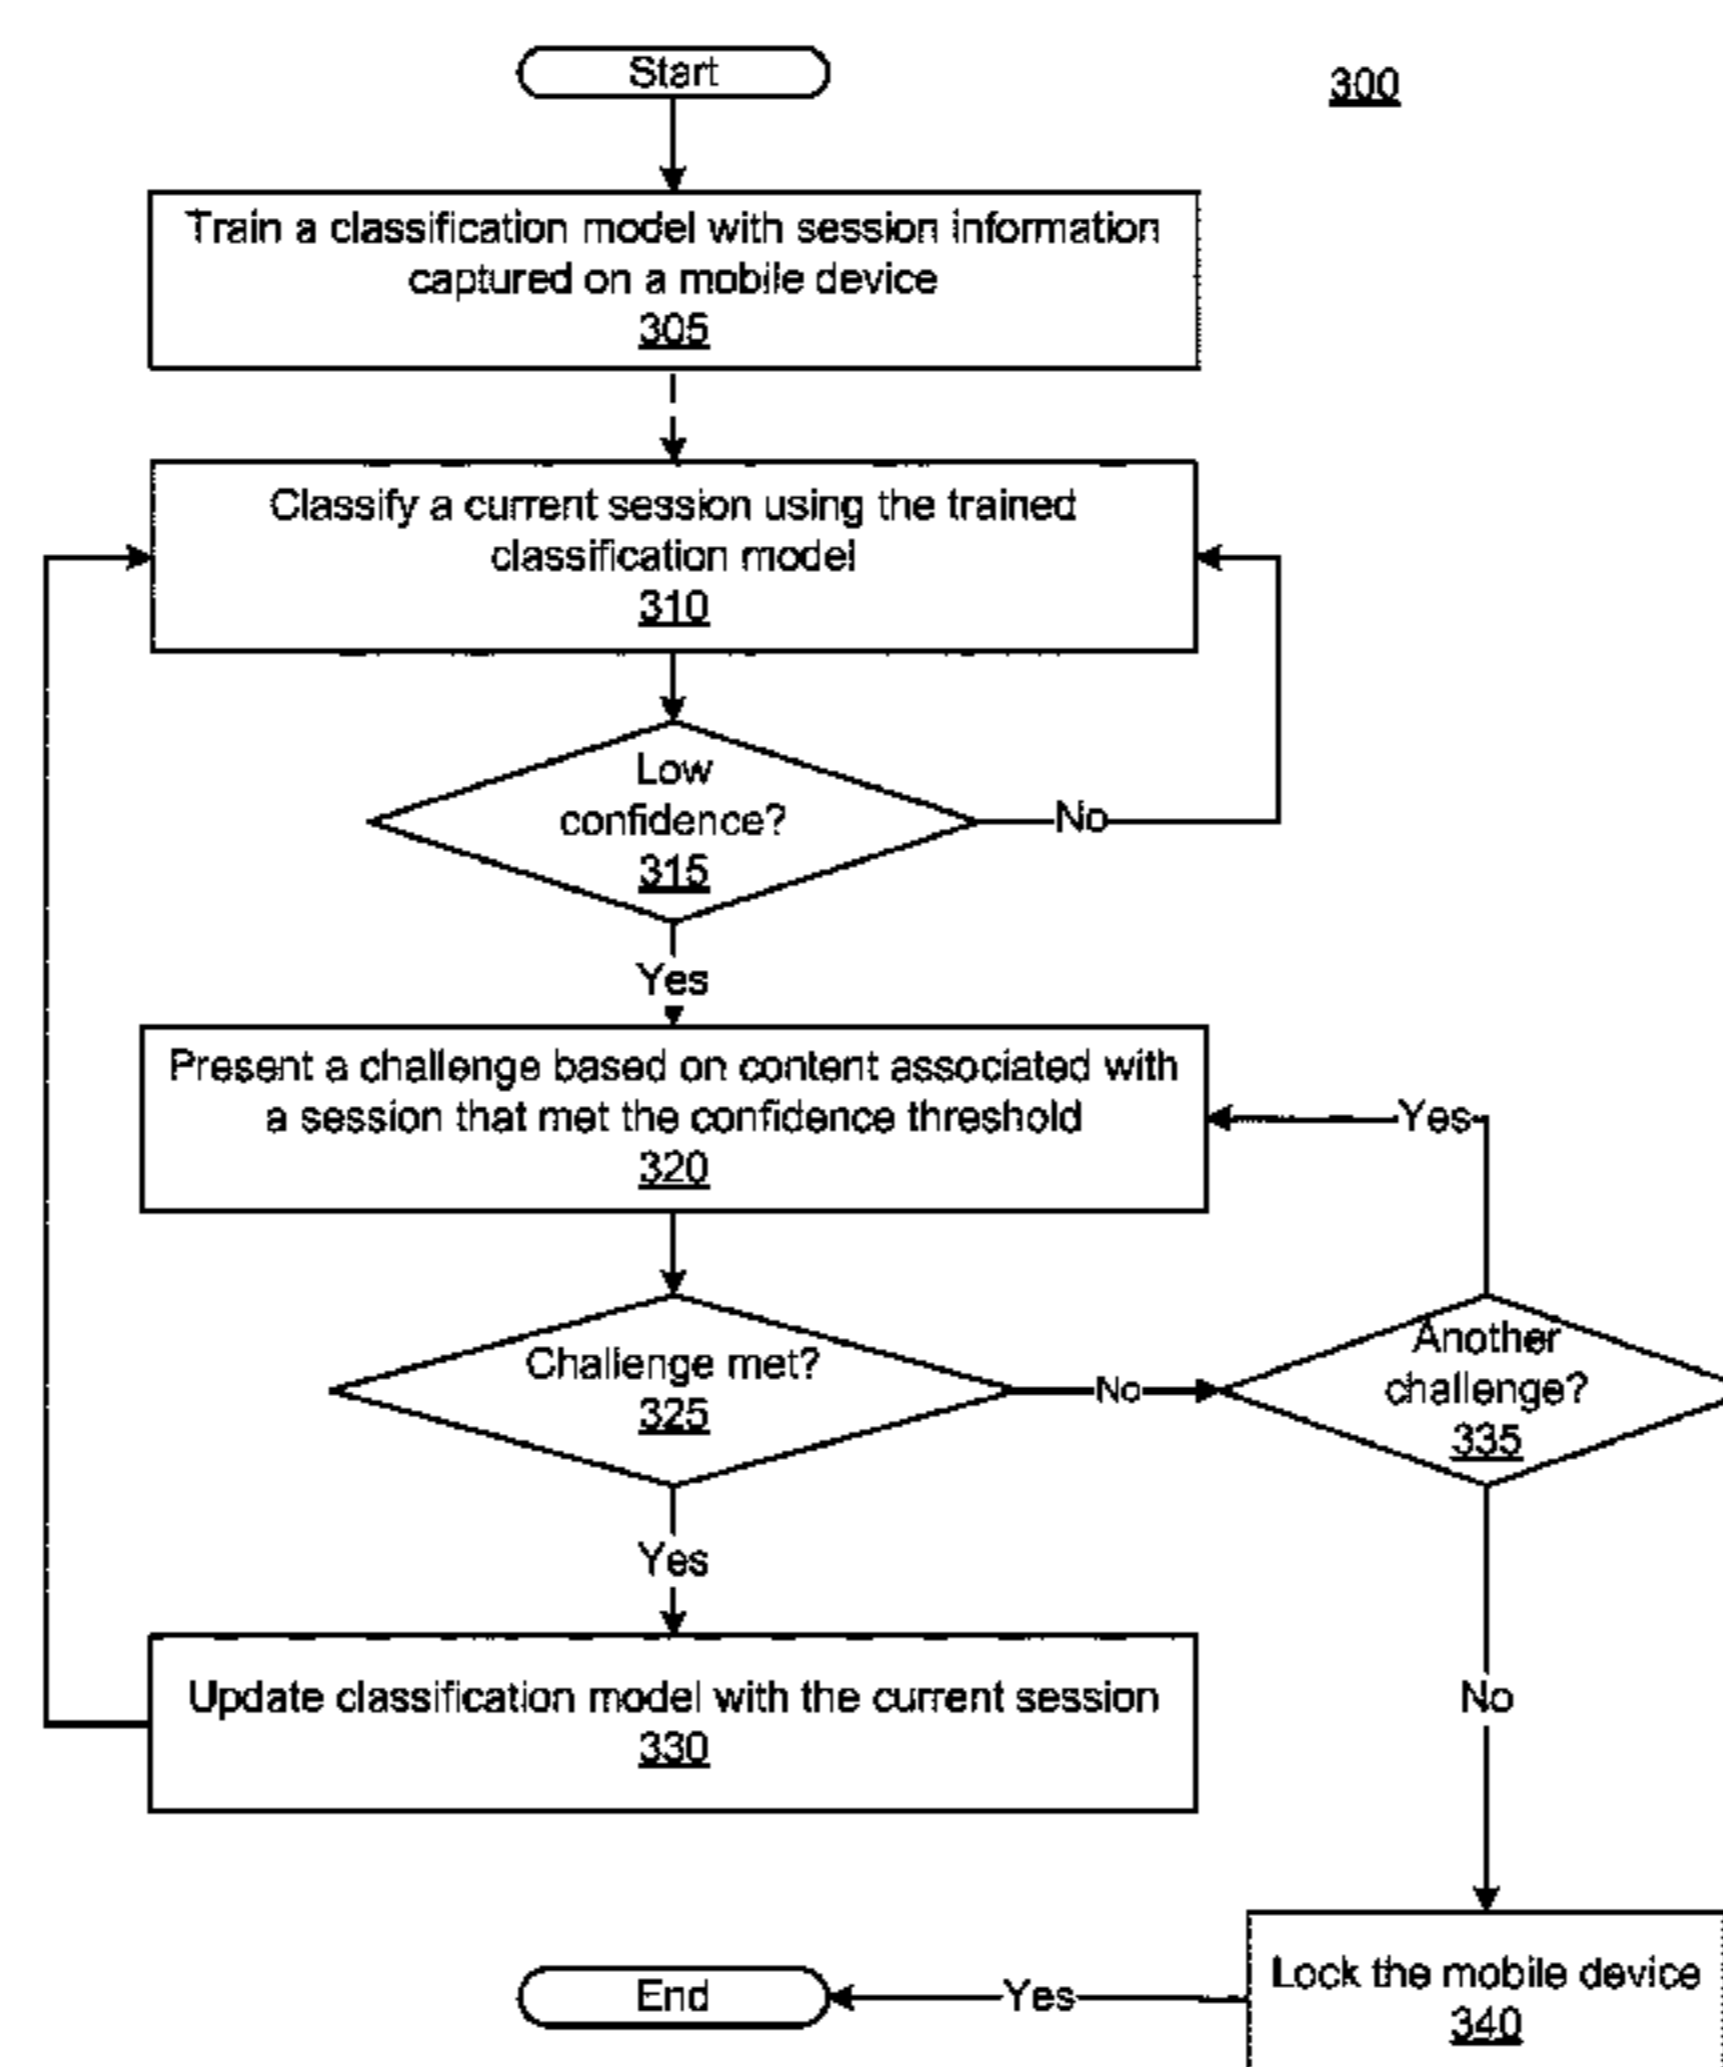 Start
300
Train a classification model with session information
captured on a mobile device
305
Classify a current session using the trained
classification model
310
Low
confidence?
315
No
Yes
Present a challenge based on content associated with
a session that met the confidence threshold
320
Yes
Challenge met?
325
No
Another
challenge?
335
Yes
Update classification model with the current session
330
No
Lock the mobile device
340
Yes
End